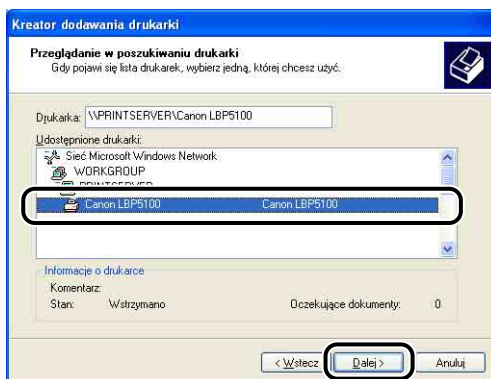 Kreator dodawania drukarki
Przeglądanie w poszukiwaniu drukarki
Gdy pojawi się lista drukarek, wybierz jedną, której chcesz użyć.
Drukarka: \\PRINTSERVER\Canon LBP5100
Udostępnione drukarki:
Sieć Microsoft Windows Network
WORKGROUP
PRINTSERVER
Canon LBP5100 Canon LBP5100
Informacje o drukarce
Komentarz:
Stan: Wstrzymano Oczekujące dokumenty: 0
< Wstecz Dalej > Anuluj